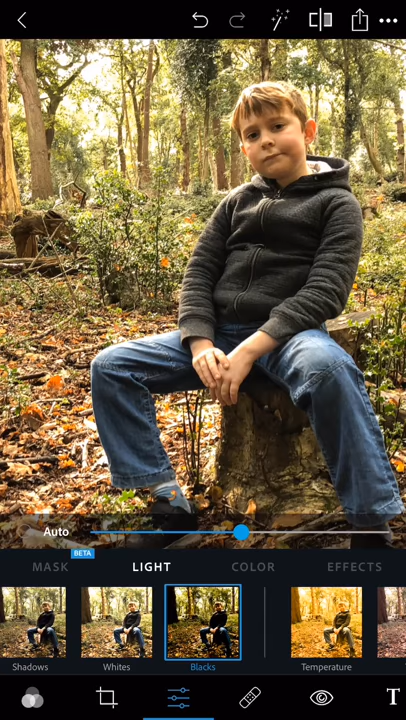 Auto
BETA
MASK LIGHT COLOR EFFECTS
Shadows Whites Blacks Temperature
T